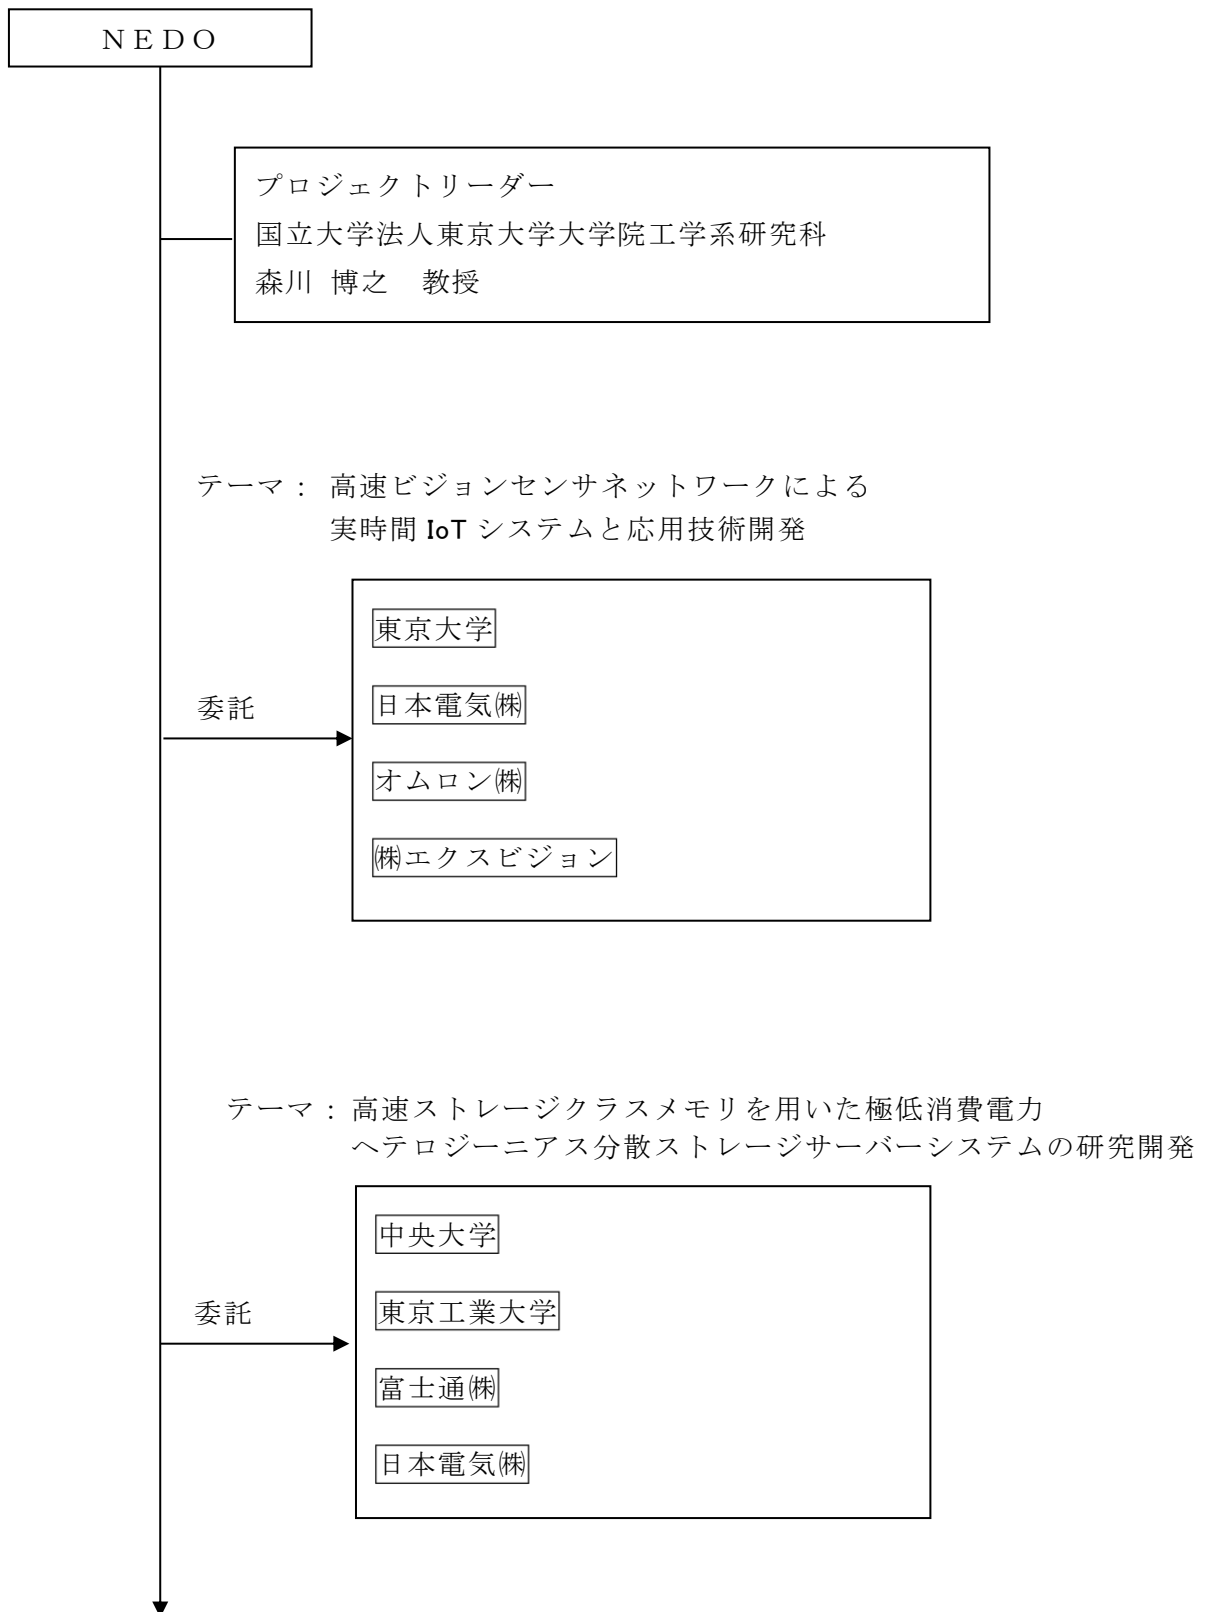 ＮＥＤＯ
プロジェクトリーダー
国立大学法人東京大学大学院工学系研究科
森川 博之　教授
テーマ： 高速ビジョンセンサネットワークによる
実時間 IoT システムと応用技術開発
東京大学
日本電気㈱
委託
オムロン㈱
㈱エクスビジョン
テーマ：高速ストレージクラスメモリを用いた極低消費電力
ヘテロジーニアス分散ストレージサーバーシステムの研究開発
中央大学
東京工業大学
委託
富士通㈱
日本電気㈱